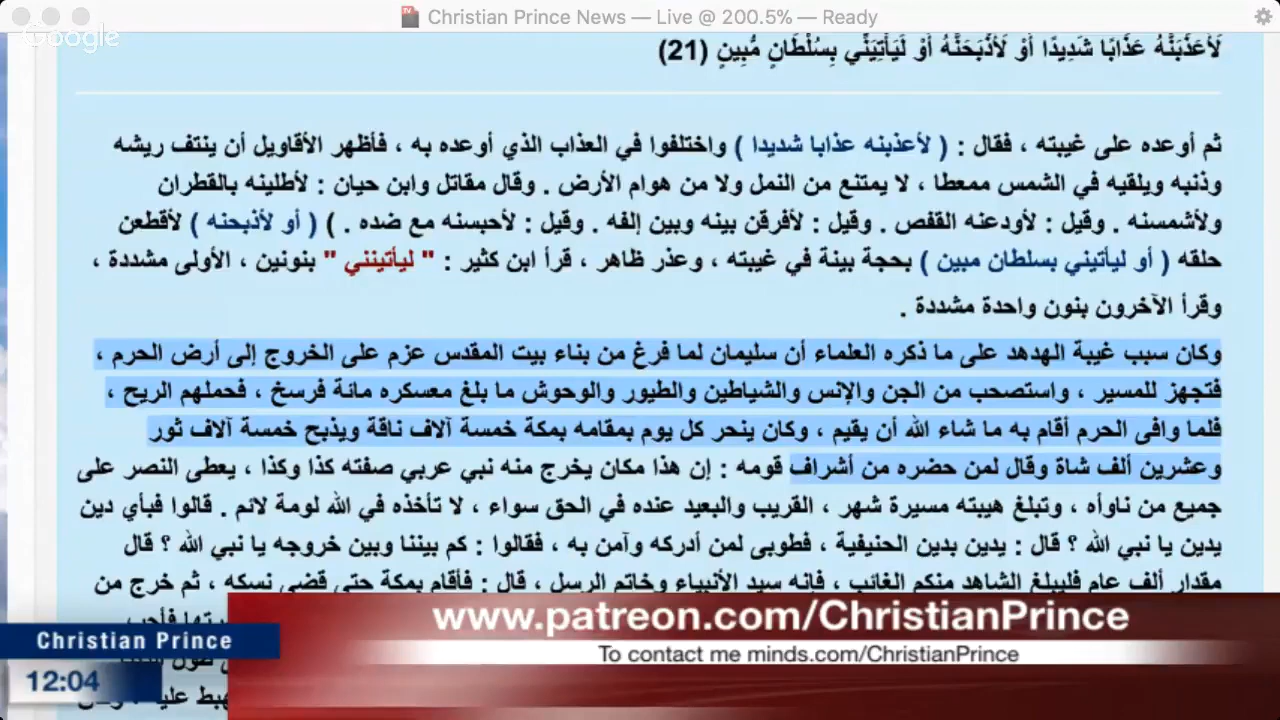 Christian Prince News — Live @ 200.5% — Ready
Google
لَأُعَذِّبَنَّهُ عَذَابًا شَدِيدًا أَوْ لَأَذْبَحَنَّهُ أَوْ لَيَأْتِيَنِّي بِسُلْطَانٍ مُّبِينٍ (21)
ثم أوعده على غيبته ، فقال : ( لأعذبنه عذابا شديدا ) واختلفوا في العذاب الذي أوعده به ، فأظهر الأقاويل أن ينتف ريشه
وذنبه ويلقيه في الشمس ممعطا ، لا يمتنع من النمل ولا من هوام الأرض . وقال مقاتل وابن حيان : لأطلينه بالقطران
ولأشمسنه . وقيل : لأودعنه القفص . وقيل : لأفرقن بينه وبين إلفه . وقيل : لأحبسنه مع ضده . ) ( أو لأذبحنه ) لأقطعن
حلقه ( أو ليأتيني بسلطان مبين ) بحجة بينة في غيبته ، وعذر ظاهر ، قرأ ابن كثير : " ليأتينني " بنونين ، الأولى مشددة ،
وقرأ الآخرون بنون واحدة مشددة .
وكان سبب غيبة الهدهد على ما ذكره العلماء أن سليمان لما فرغ من بناء بيت المقدس عزم على الخروج إلى أرض الحرم ،
فتجهز للمسير ، واستصحب من الجن والإنس والشياطين والطيور والوحوش ما بلغ معسكره مائة فرسخ ، فحملهم الريح ،
فلما وافى الحرم أقام به ما شاء الله أن يقيم ، وكان ينحر كل يوم بمقامه بمكة خمسة آلاف ناقة ويذبح خمسة آلاف ثور
وعشرين ألف شاة وقال لمن حضره من أشراف قومه : إن هذا مكان يخرج منه نبي عربي صفته كذا وكذا ، يعطى النصر على
جميع من ناوأه ، وتبلغ هيبته مسيرة شهر ، القريب والبعيد عنده في الحق سواء ، لا تأخذه في الله لومة لائم . قالوا فبأي دين
يدين يا نبي الله ؟ قال : يدين بدين الحنيفية ، فطوبى لمن أدركه وآمن به ، فقالوا : كم بيننا وبين خروجه يا نبي الله ؟ قال
مقدار ألف عام فليبلغ الشاهد منكم الغائب ، فإنه سيد الأنبياء وخاتم الرسل ، قال : فأقام بمكة حتى قضى نسكه ، ثم خرج من
www.patreon.com/ChristianPrince
To contact me minds.com/ChristianPrince
Christian Prince
12:04